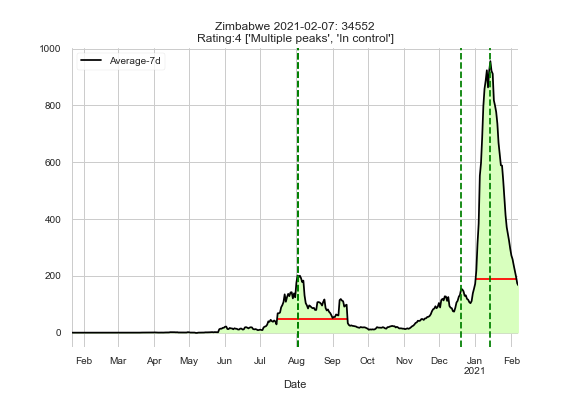 Zimbabwe 2021-02-07: 34552
Rating:4 ['Multiple peaks', 'In control']
Average-7d
1000
800
600
400
200
0
Feb Mar Apr May Jun Jul Aug Sep Oct Nov Dec Jan Feb
2021
Date